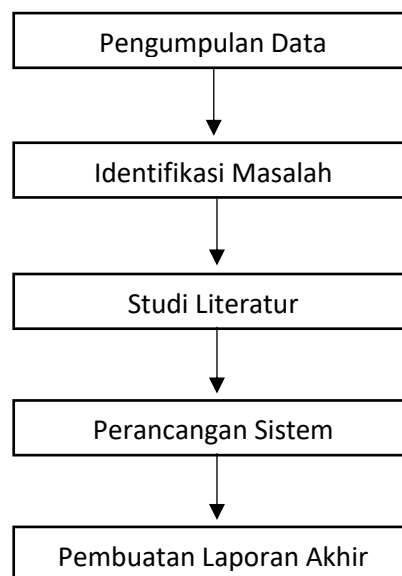 Pengumpulan Data
Identifikasi Masalah
Studi Literatur
Perancangan Sistem
Pembuatan Laporan Akhir